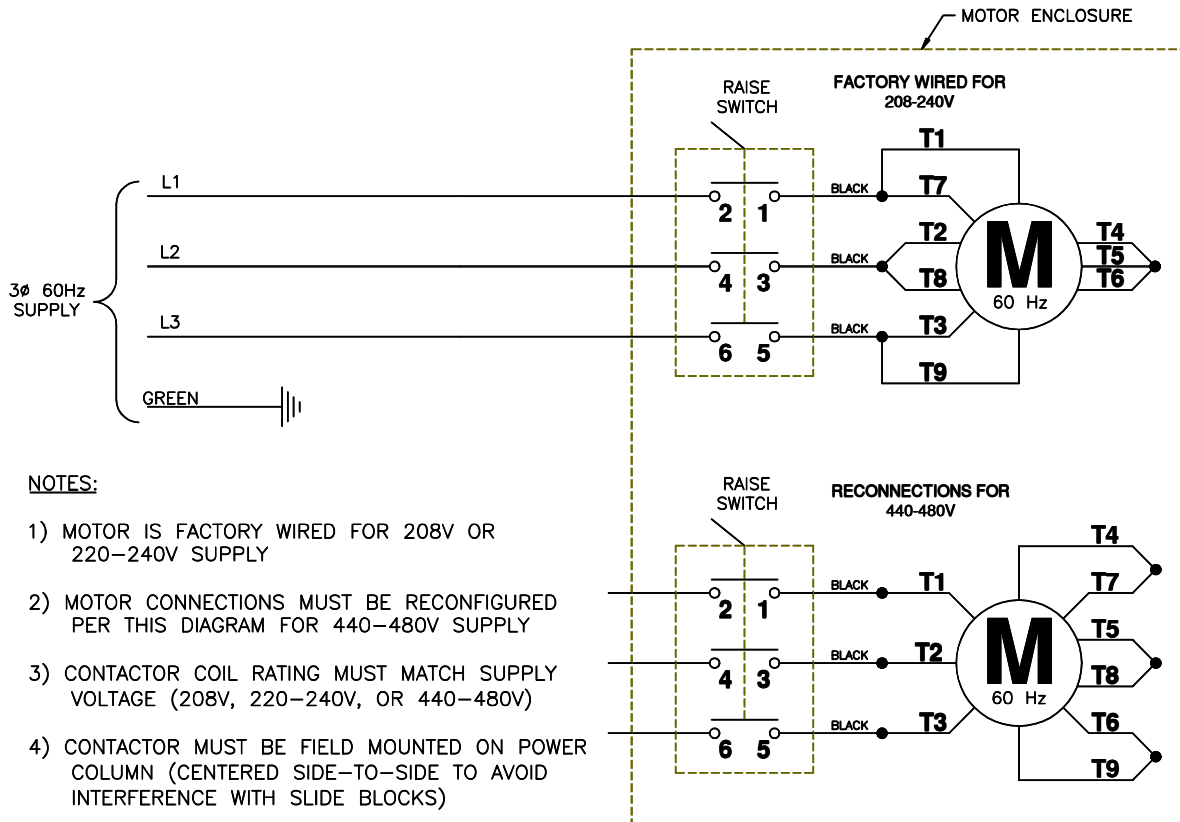 MOTOR ENCLOSURE
RAISE
SWITCH
FACTORY WIRED FOR
208-240V
T1
L1
BLACK
T7
2 1
T2
T4
L2
BLACK
M
T5
4 3
T8
T6
3ø 60Hz
SUPPLY
60 Hz
L3
BLACK
T3
6 5
T9
GREEN
NOTES:
1) MOTOR IS FACTORY WIRED FOR 208V OR
220-240V SUPPLY
2) MOTOR CONNECTIONS MUST BE RECONFIGURED
PER THIS DIAGRAM FOR 440-480V SUPPLY
3) CONTACTOR COIL RATING MUST MATCH SUPPLY
VOLTAGE (208V, 220-240V, OR 440-480V)
4) CONTACTOR MUST BE FIELD MOUNTED ON POWER
COLUMN (CENTERED SIDE-TO-SIDE TO AVOID
INTERFERENCE WITH SLIDE BLOCKS)
RAISE
SWITCH
RECONNECTIONS FOR
440-480V
T4
BLACK
T1
T7
2 1
T5
BLACK
T2
M
4 3
T8
60 Hz
BLACK
T3
T6
6 5
T9